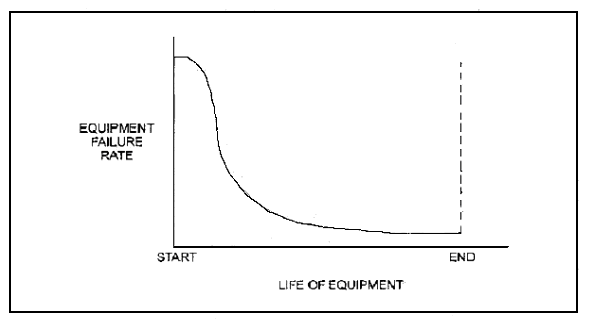 EQUIPMENT
FAILURE
RATE
START
END
LIFE OF EQUIPMENT